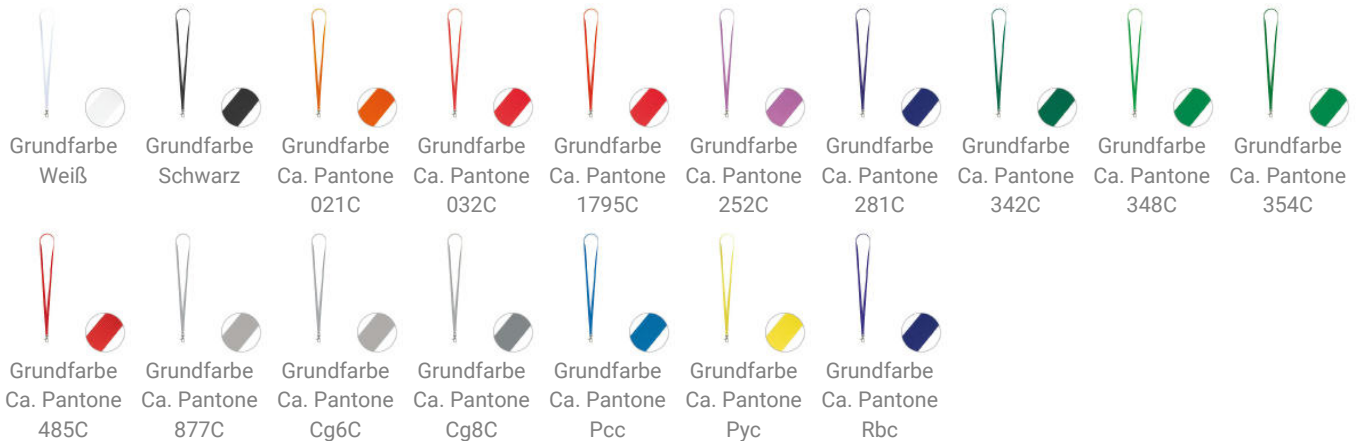 Grundfarbe Weiß
Grundfarbe Schwarz
Grundfarbe Ca. Pantone 021C
Grundfarbe Ca. Pantone 032C
Grundfarbe Ca. Pantone 1795C
Grundfarbe Ca. Pantone 252C
Grundfarbe Ca. Pantone 281C
Grundfarbe Ca. Pantone 342C
Grundfarbe Ca. Pantone 348C
Grundfarbe Ca. Pantone 354C
Grundfarbe Ca. Pantone 485C
Grundfarbe Ca. Pantone 877C
Grundfarbe Ca. Pantone Cg6C
Grundfarbe Ca. Pantone Cg8C
Grundfarbe Ca. Pantone Pcc
Grundfarbe Ca. Pantone Pyc
Grundfarbe Ca. Pantone Rbc